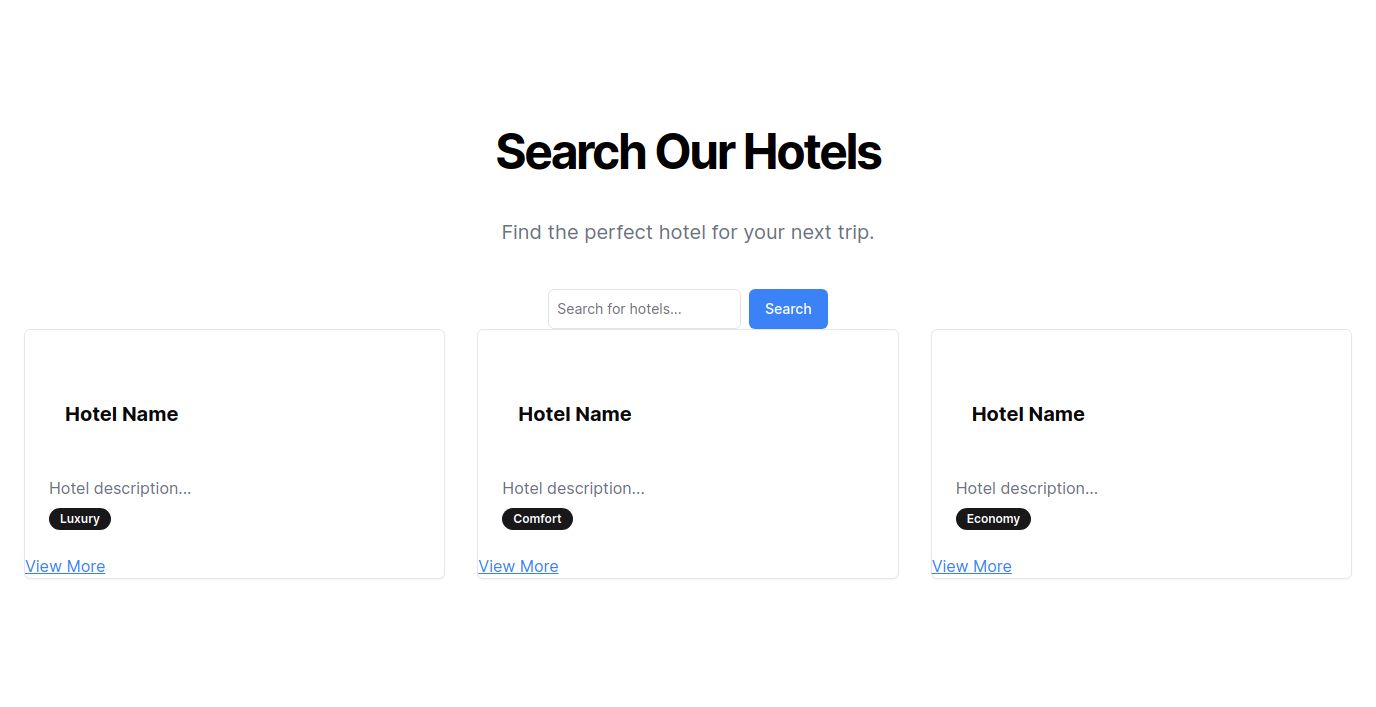 Search Our Hotels
Find the perfect hotel for your next trip.
Search for hotels...
Search
Hotel Name
Hotel description...
Luxury
View More
Hotel Name
Hotel description...
Comfort
View More
Hotel Name
Hotel description...
Economy
View More